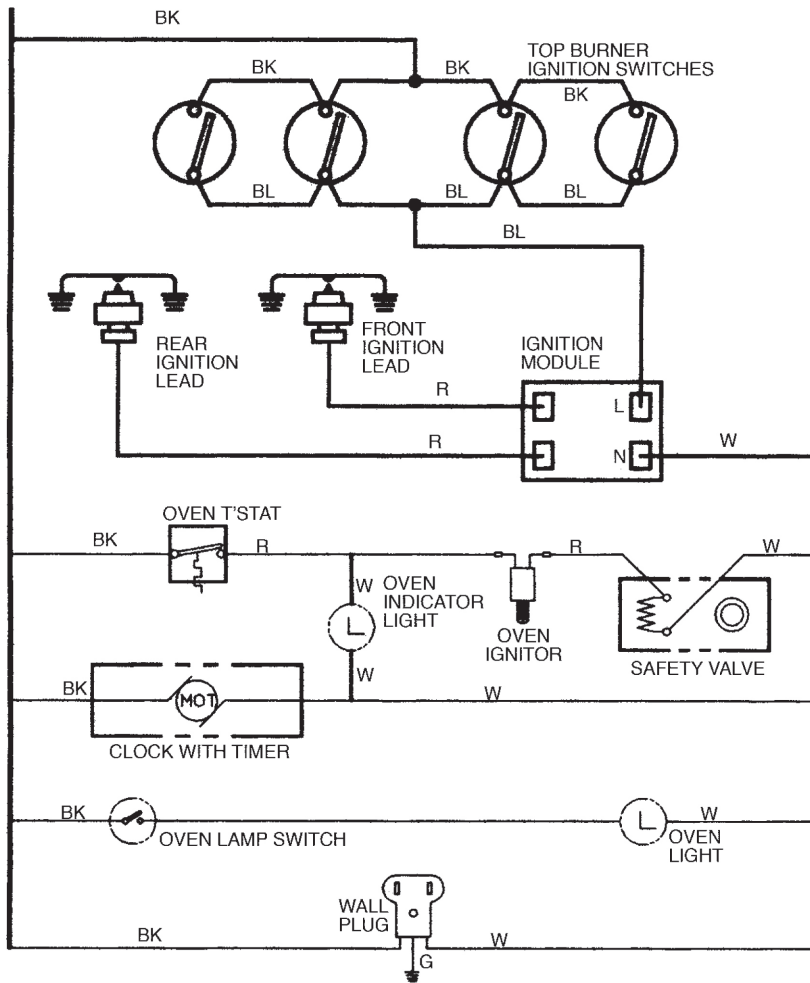 BK
TOP BURNER
IGNITION SWITCHES
BK
BK
BK
BL
BL
BL
BL
REAR
IGNITION
LEAD
FRONT
IGNITION
LEAD
IGNITION
MODULE
R
L
R
N
W
OVEN T'STAT
BK
R
R
W
W
OVEN
INDICATOR
LIGHT
L
OVEN
IGNITOR
SAFETY VALVE
W
BK
MOT
W
CLOCK WITH TIMER
BK
OVEN LAMP SWITCH
L
W
OVEN
LIGHT
WALL
PLUG
BK
W
G